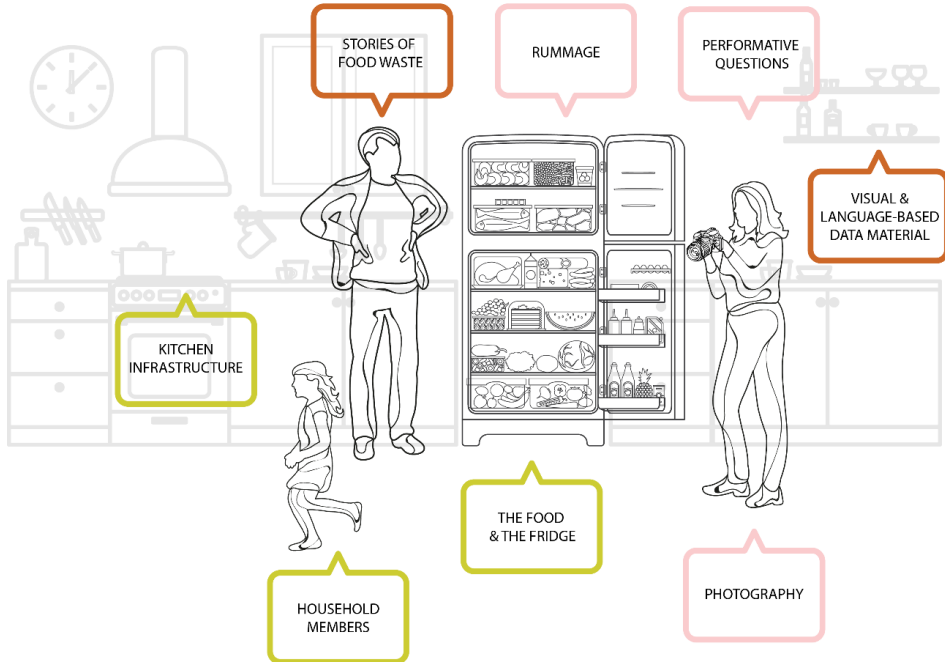 STORIES OF
FOOD WASTE
RUMMAGE
PERFORMATIVE
QUESTIONS
VISUAL &
LANGUAGE-BASED
DATA MATERIAL
KITCHEN
INFRASTRUCTURE
THE FOOD
& THE FRIDGE
HOUSEHOLD
MEMBERS
PHOTOGRAPHY